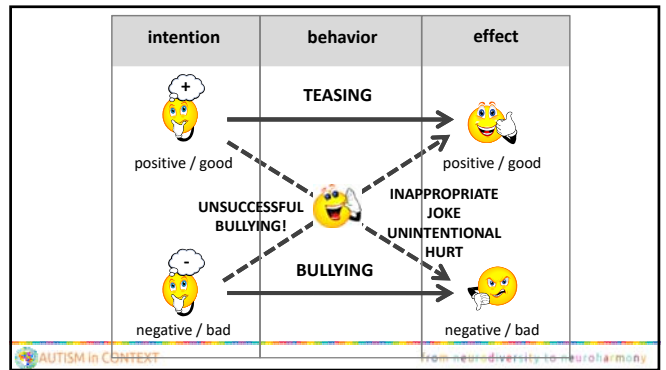 intention behavior effect
+
TEASING
positive / good positive / good
UNSUCCESSFUL
BULLYING!
INAPPROPRIATE
JOKE
UNINTENTIONAL
HURT
-
BULLYING
negative / bad negative / bad
AUTISM in CONTEXT from neurodiversity to neuroharmony